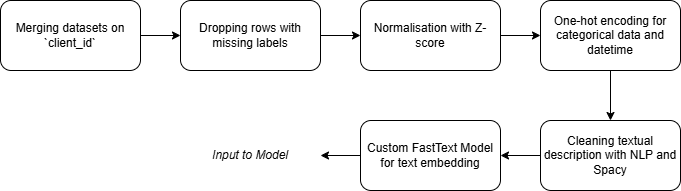 Merging datasets on
`client_id`
Dropping rows with
missing labels
Normalisation with Z-
score
One-hot encoding for
categorical data and
datetime
Cleaning textual
description with NLP and
Spacy
Custom FastText Model
for text embedding
Input to Model